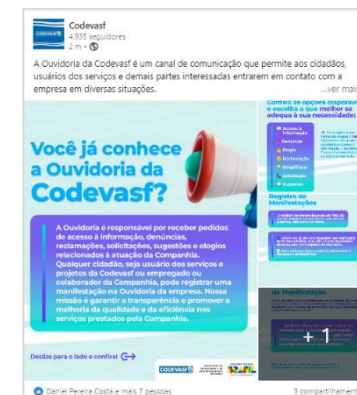 Codevasf
4.935 seguidores
2 m •
A Ouvidoria da Codevasf é um canal de comunicação que permite aos cidadãos,
usuários dos serviços e demais partes interessadas entrarem em contato com a
empresa em diversas situações.
...ver mais
Você já conhece
a Ouvidoria da
Codevasf?
A Ouvidoria é responsável por receber pedidos
de acesso à informação, denúncias,
reclamações, solicitações, sugestões e elogios
relacionados à atuação da Companhia.
Qualquer cidadão, seja usuário dos serviços e
projetos da Codevasf ou empregado ou
colaborador da Companhia, pode registrar uma
manifestação na Ouvidoria da empresa. Nossa
missão é garantir a transparência e promover a
melhoria da qualidade e da eficiência nos
serviços prestados pela Companhia.
Deslize para o lado e confira!
CODEVASF
Confira as opções disponíve
e escolha a que melhor se
adequa à sua necessidade:
Acesso à
Informação
Denúncia
Elogio
Reclamação
Simplifique
Solicitação
Sugestão
Registro de
Manifestações
de Manifestação
+ 1
Daniel Pereira Costa e mais 7 pessoas
3 compartilhament